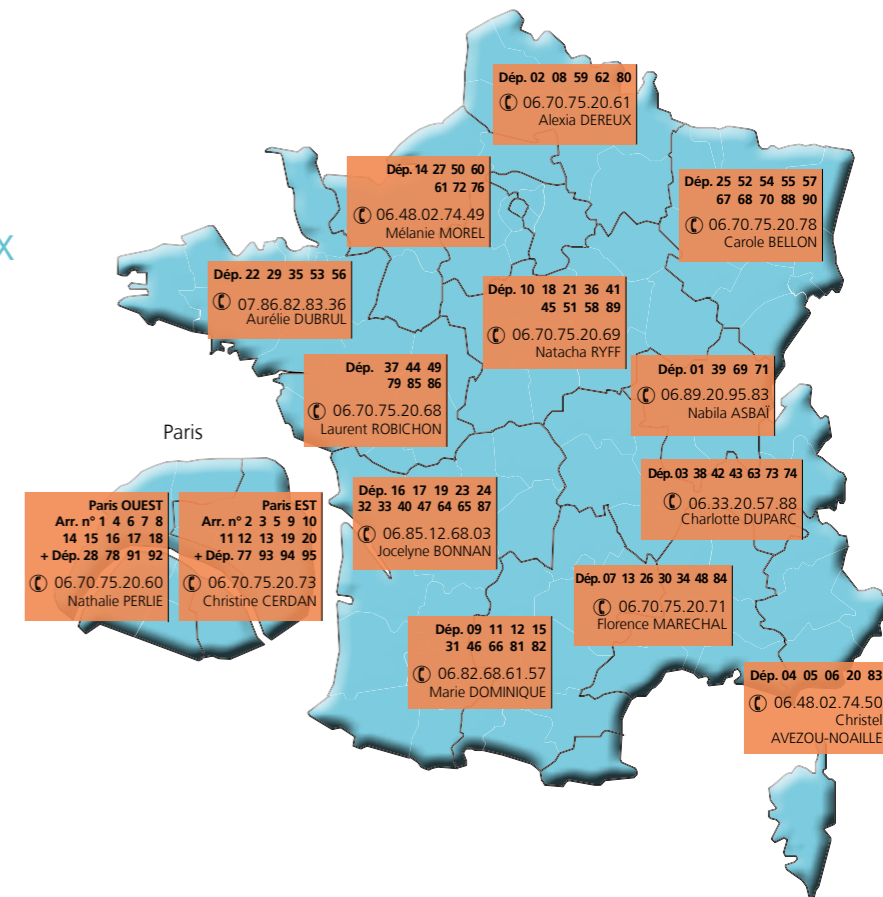 Dép. 02 08 59 62 80
06.70.75.20.61
Alexia DEREUX
Dép. 14 27 50 60
61 72 76
06.48.02.74.49
Mélanie MOREL
Dép. 25 52 54 55 57
67 68 70 88 90
06.70.75.20.78
Carole BELLON
X
Dép. 22 29 35 53 56
07.86.82.83.36
Aurélie DUBRUL
Dép. 10 18 21 36 41
45 51 58 89
06.70.75.20.69
Natacha RYFF
Dép. 37 44 49
79 85 86
06.70.75.20.68
Laurent ROBICHON
Dép. 01 39 69 71
06.89.20.95.83
Nabila ASBAÏ
Paris
Dép. 03 38 42 43 63 73 74
06.33.20.57.88
Charlotte DUPARC
Dép. 16 17 19 23 24
32 33 40 47 64 65 87
06.85.12.68.03
Jocelyne BONNAN
Paris OUEST
Arr. n° 1 4 6 7 8
14 15 16 17 18
+ Dép. 28 78 91 92
06.70.75.20.60
Nathalie PERLIE
Paris EST
Arr. n° 2 3 5 9 10
11 12 13 19 20
+ Dép. 77 93 94 95
06.70.75.20.73
Christine CERDAN
Dép. 07 13 26 30 34 48 84
06.70.75.20.71
Florence MARECHAL
Dép. 09 11 12 15
31 46 66 81 82
06.82.68.61.57
Marie DOMINIQUE
Dép. 04 05 06 20 83
06.48.02.74.50
Christel
AVEZOU-NOAILLE